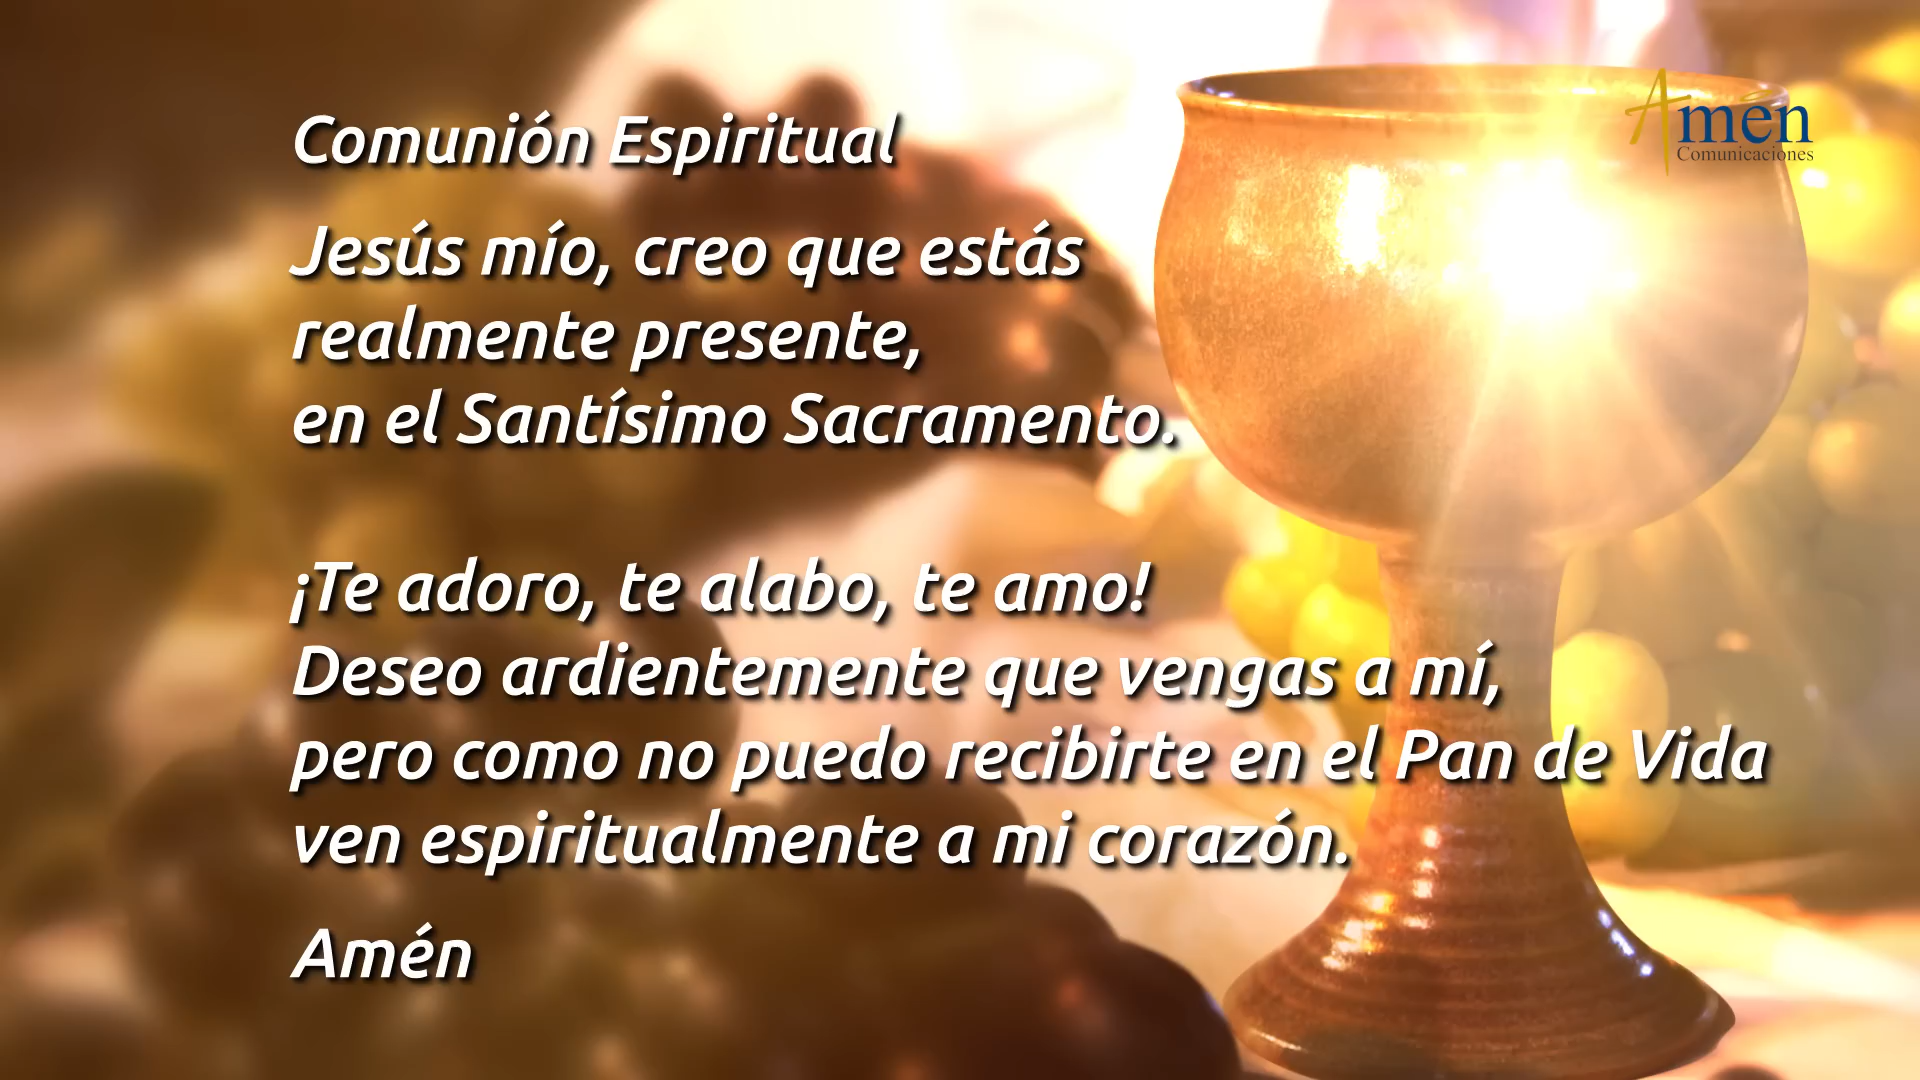 Amén
Comunicaciones
Comunión Espiritual
Jesús mío, creo que estás
realmente presente,
en el Santísimo Sacramento.
¡Te adoro, te alabo, te amo!
Deseo ardientemente que vengas a mí,
pero como no puedo recibirte en el Pan de Vida
ven espiritualmente a mi corazón.
Amén